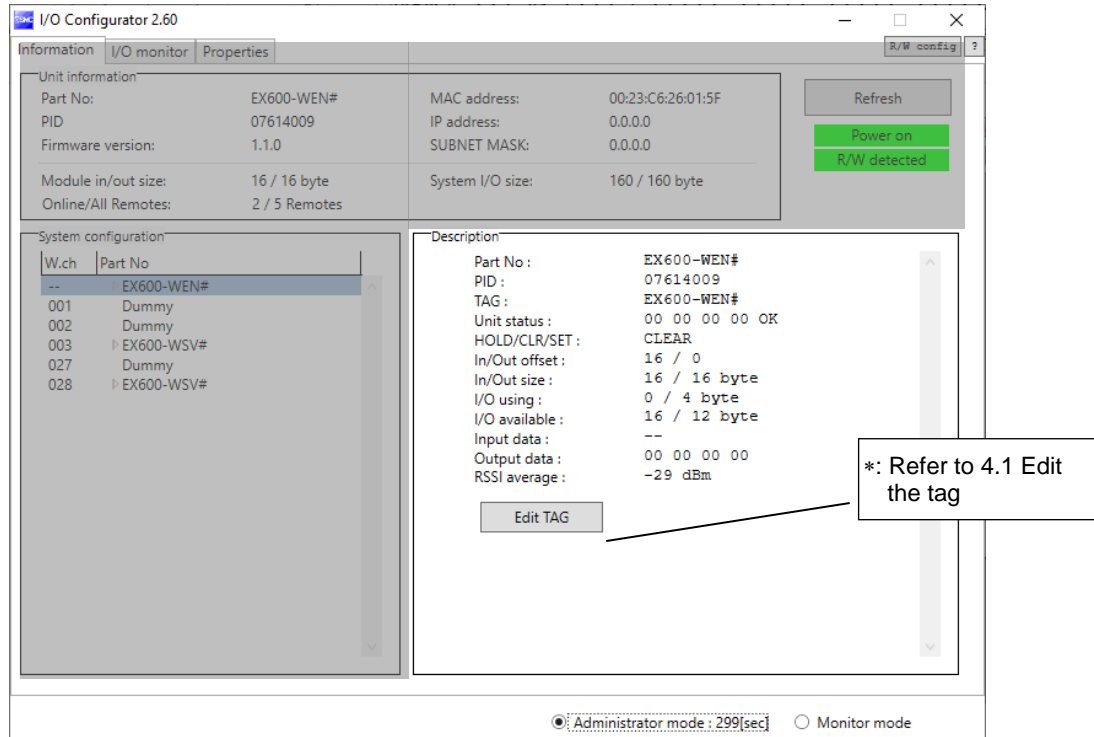 SMC I/O Configurator 2.60
Information I/O monitor Properties R/W config ?
Unit information
Part No: EX600-WEN# MAC address: 00:23:C6:26:01:5F Refresh
PID 07614009 IP address: 0.0.0.0
Firmware version: 1.1.0 SUBNET MASK: 0.0.0.0
Power on
R/W detected
Module in/out size: 16 / 16 byte System I/O size: 160 / 160 byte
Online/All Remotes: 2 / 5 Remotes
System configuration
W.ch Part No
-- EX600-WEN#
001 Dummy
002 Dummy
003 EX600-WSV#
027 Dummy
028 EX600-WSV#
Description
Part No : EX600-WEN#
PID : 07614009
TAG : EX600-WEN#
Unit status : 00 00 00 00 OK
HOLD/CLR/SET : CLEAR
In/Out offset : 16 / 0
In/Out size : 16 / 16 byte
I/O using : 0 / 4 byte
I/O available : 16 / 12 byte
Input data : --
Output data : 00 00 00 00
RSSI average : -29 dBm
Edit TAG
*: Refer to 4.1 Edit
the tag
Administrator mode : 299[sec] Monitor mode